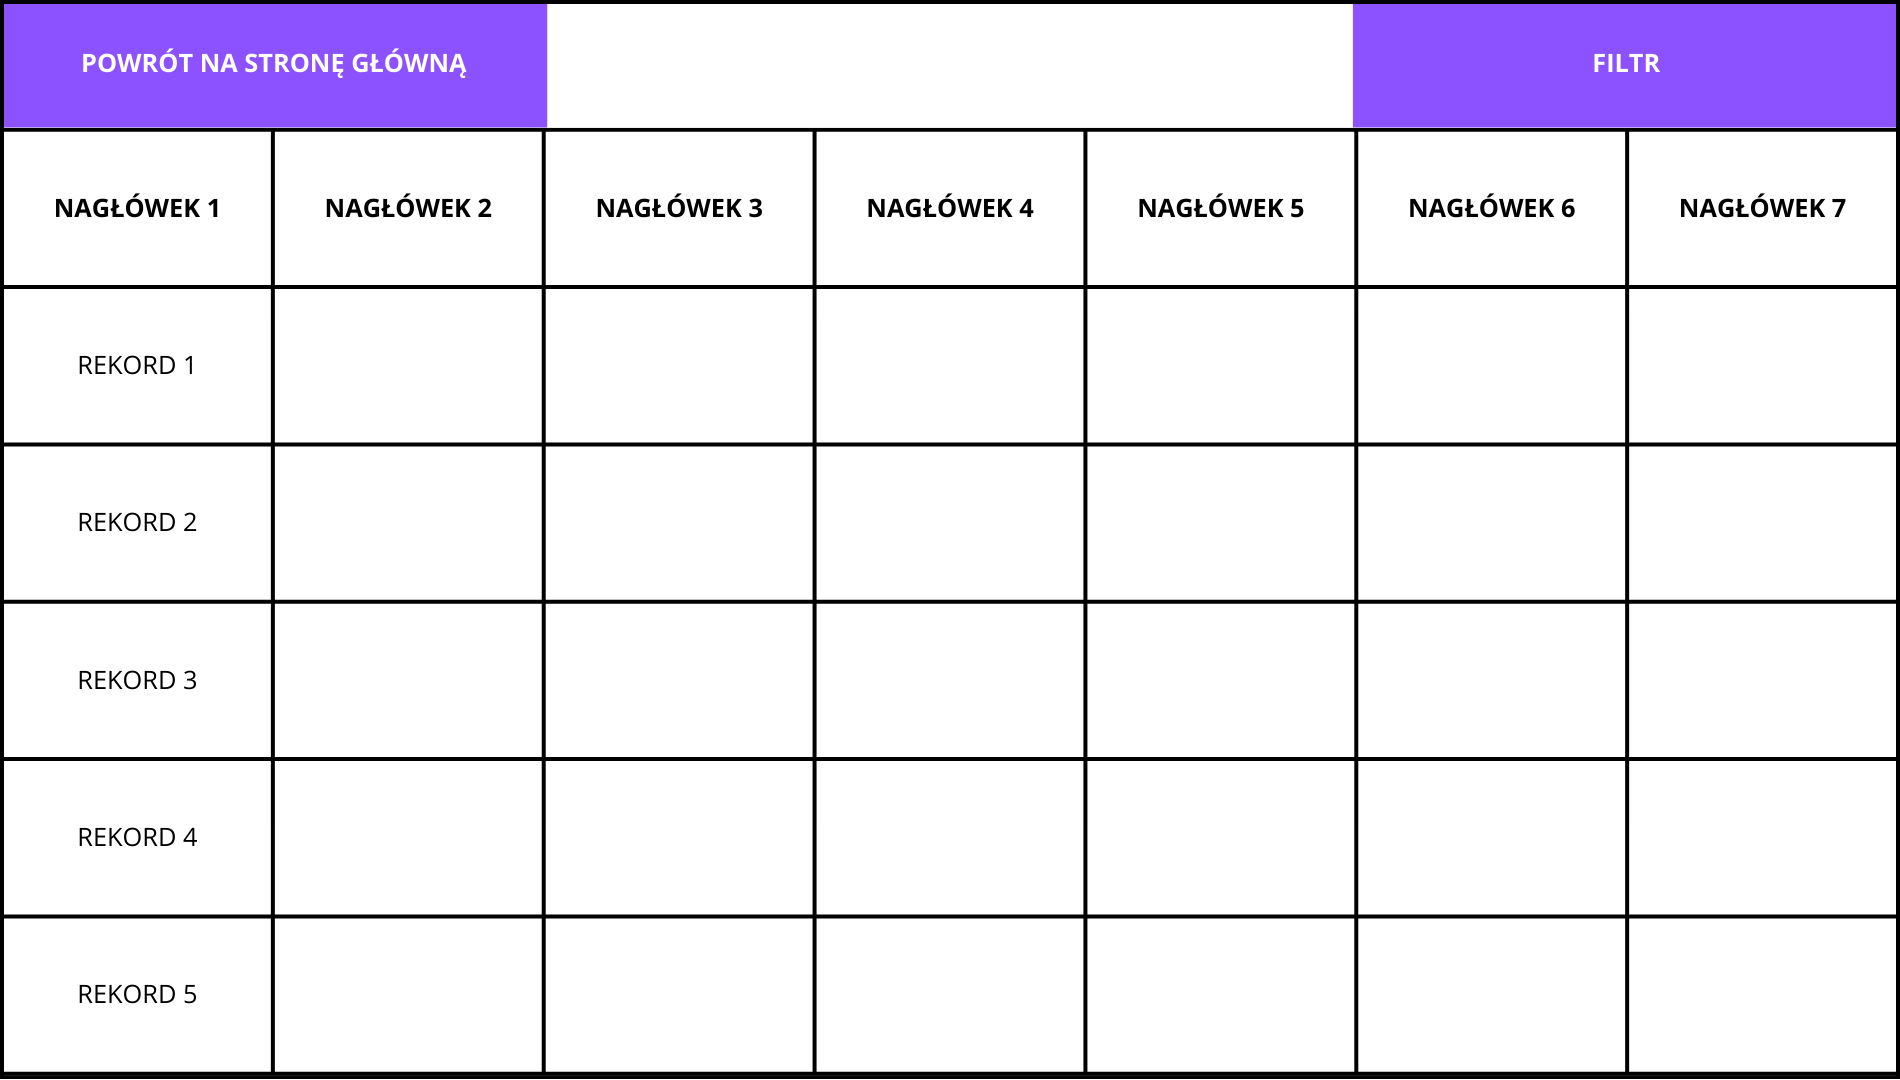 POWRÓT NA STRONĘ GŁÓWNĄ
FILTR
NAGŁÓWEK 1
NAGŁÓWEK 2
NAGŁÓWEK 3
NAGŁÓWEK 4
NAGŁÓWEK 5
NAGŁÓWEK 6
NAGŁÓWEK 7
REKORD 1
REKORD 2
REKORD 3
REKORD 4
REKORD 5